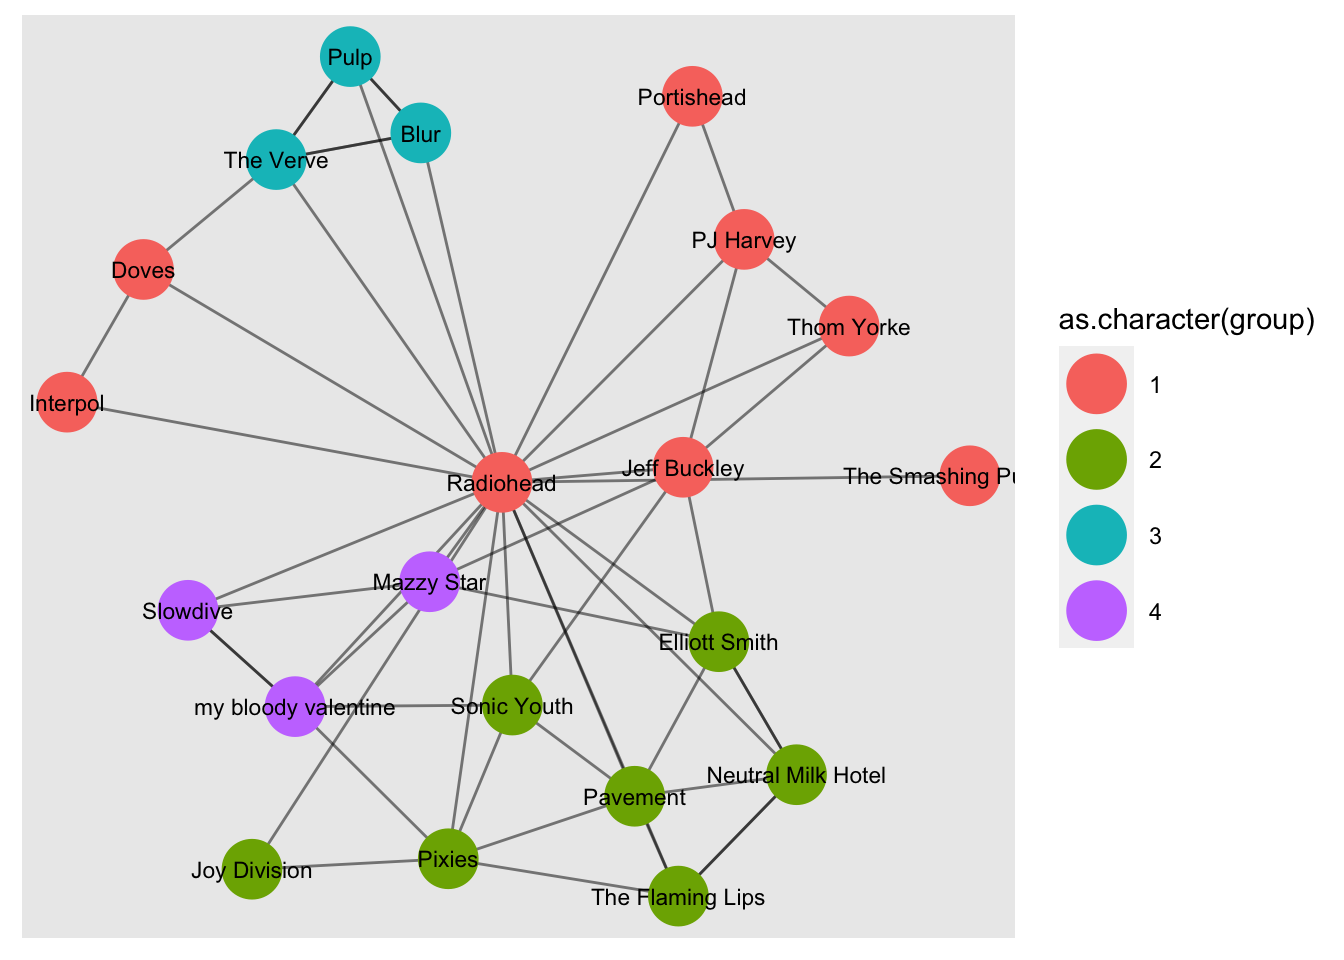 Pulp
Portishead
Blur
The Verve
PJ Harvey
Doves
Thom Yorke
Interpol
Jeff Buckley
The Smashing Pu
Radiohead
Mazzy Star
Slowdive
Elliott Smith
my bloody valentine
Sonic Youth
Neutral Milk Hotel
Pavement
Pixies
Joy Division
The Flaming Lips
as.character(group)
1
2
3
4